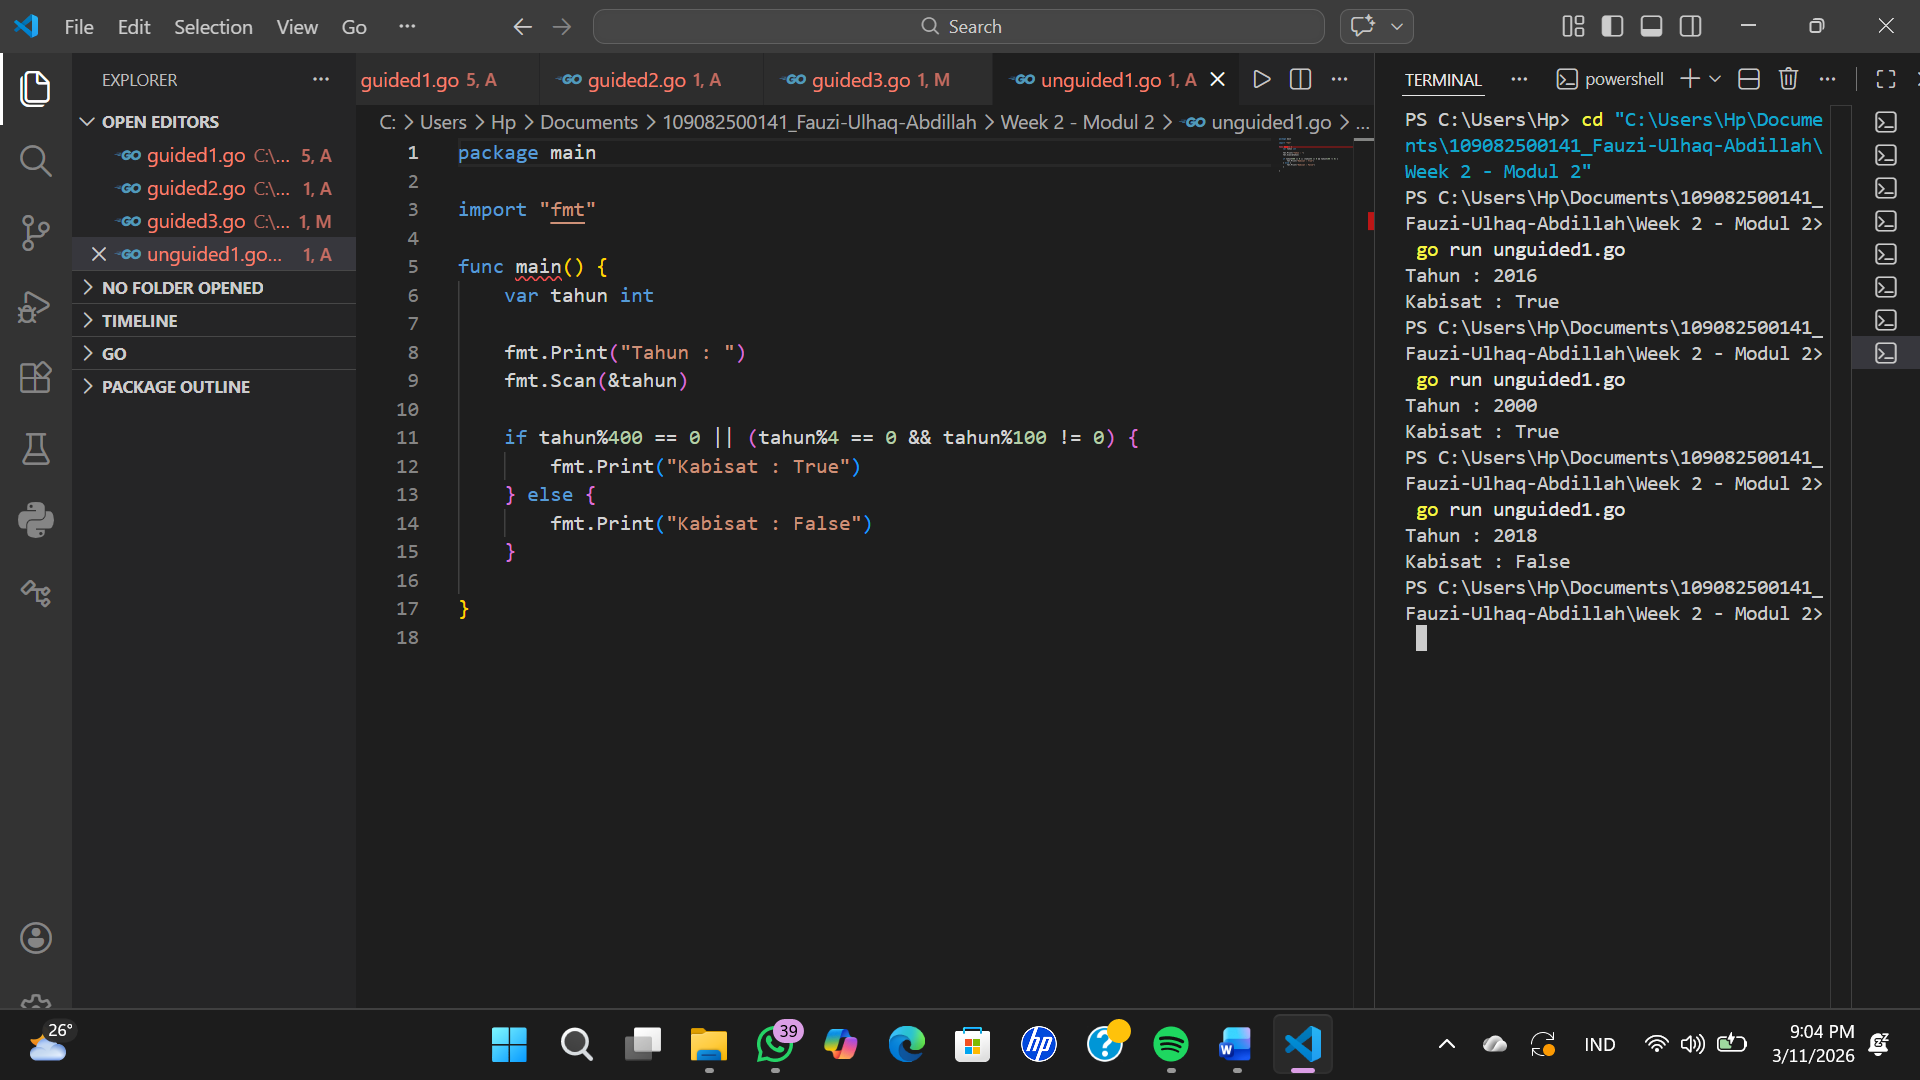 File Edit Selection View Go ···
Search
EXPLORER ···
OPEN EDITORS
guided1.go C:\... 5, A
guided2.go C:\... 1, A
guided3.go C:\... 1, M
unguided1.go... 1, A
NO FOLDER OPENED
TIMELINE
GO
PACKAGE OUTLINE
guided1.go 5, A
GO guided2.go 1, A
GO guided3.go 1, M
GO unguided1.go 1, A
C: > Users > Hp > Documents > 109082500141_Fauzi-Ulhaq-Abdillah > Week 2 - Modul 2 > GO unguided1.go > ...
1 package main
2
3 import "fmt"
4
5 func main() {
6 var tahun int
7
8 fmt.Print("Tahun : ")
9 fmt.Scan(&tahun)
10
11 if tahun%400 == 0 || (tahun%4 == 0 && tahun%100 != 0) {
12 fmt.Print("Kabisat : True")
13 } else {
14 fmt.Print("Kabisat : False")
15 }
16
17 }
18
TERMINAL ··· powershell
PS C:\Users\Hp> cd "C:\Users\Hp\Docume
nts\109082500141_Fauzi-Ulhaq-Abdillah\
Week 2 - Modul 2"
PS C:\Users\Hp\Documents\109082500141_
Fauzi-Ulhaq-Abdillah\Week 2 - Modul 2>
go run unguided1.go
Tahun : 2016
Kabisat : True
PS C:\Users\Hp\Documents\109082500141_
Fauzi-Ulhaq-Abdillah\Week 2 - Modul 2>
go run unguided1.go
Tahun : 2000
Kabisat : True
PS C:\Users\Hp\Documents\109082500141_
Fauzi-Ulhaq-Abdillah\Week 2 - Modul 2>
go run unguided1.go
Tahun : 2018
Kabisat : False
PS C:\Users\Hp\Documents\109082500141_
Fauzi-Ulhaq-Abdillah\Week 2 - Modul 2>
26°
39
hp
W
IND
9:04 PM
3/11/2026